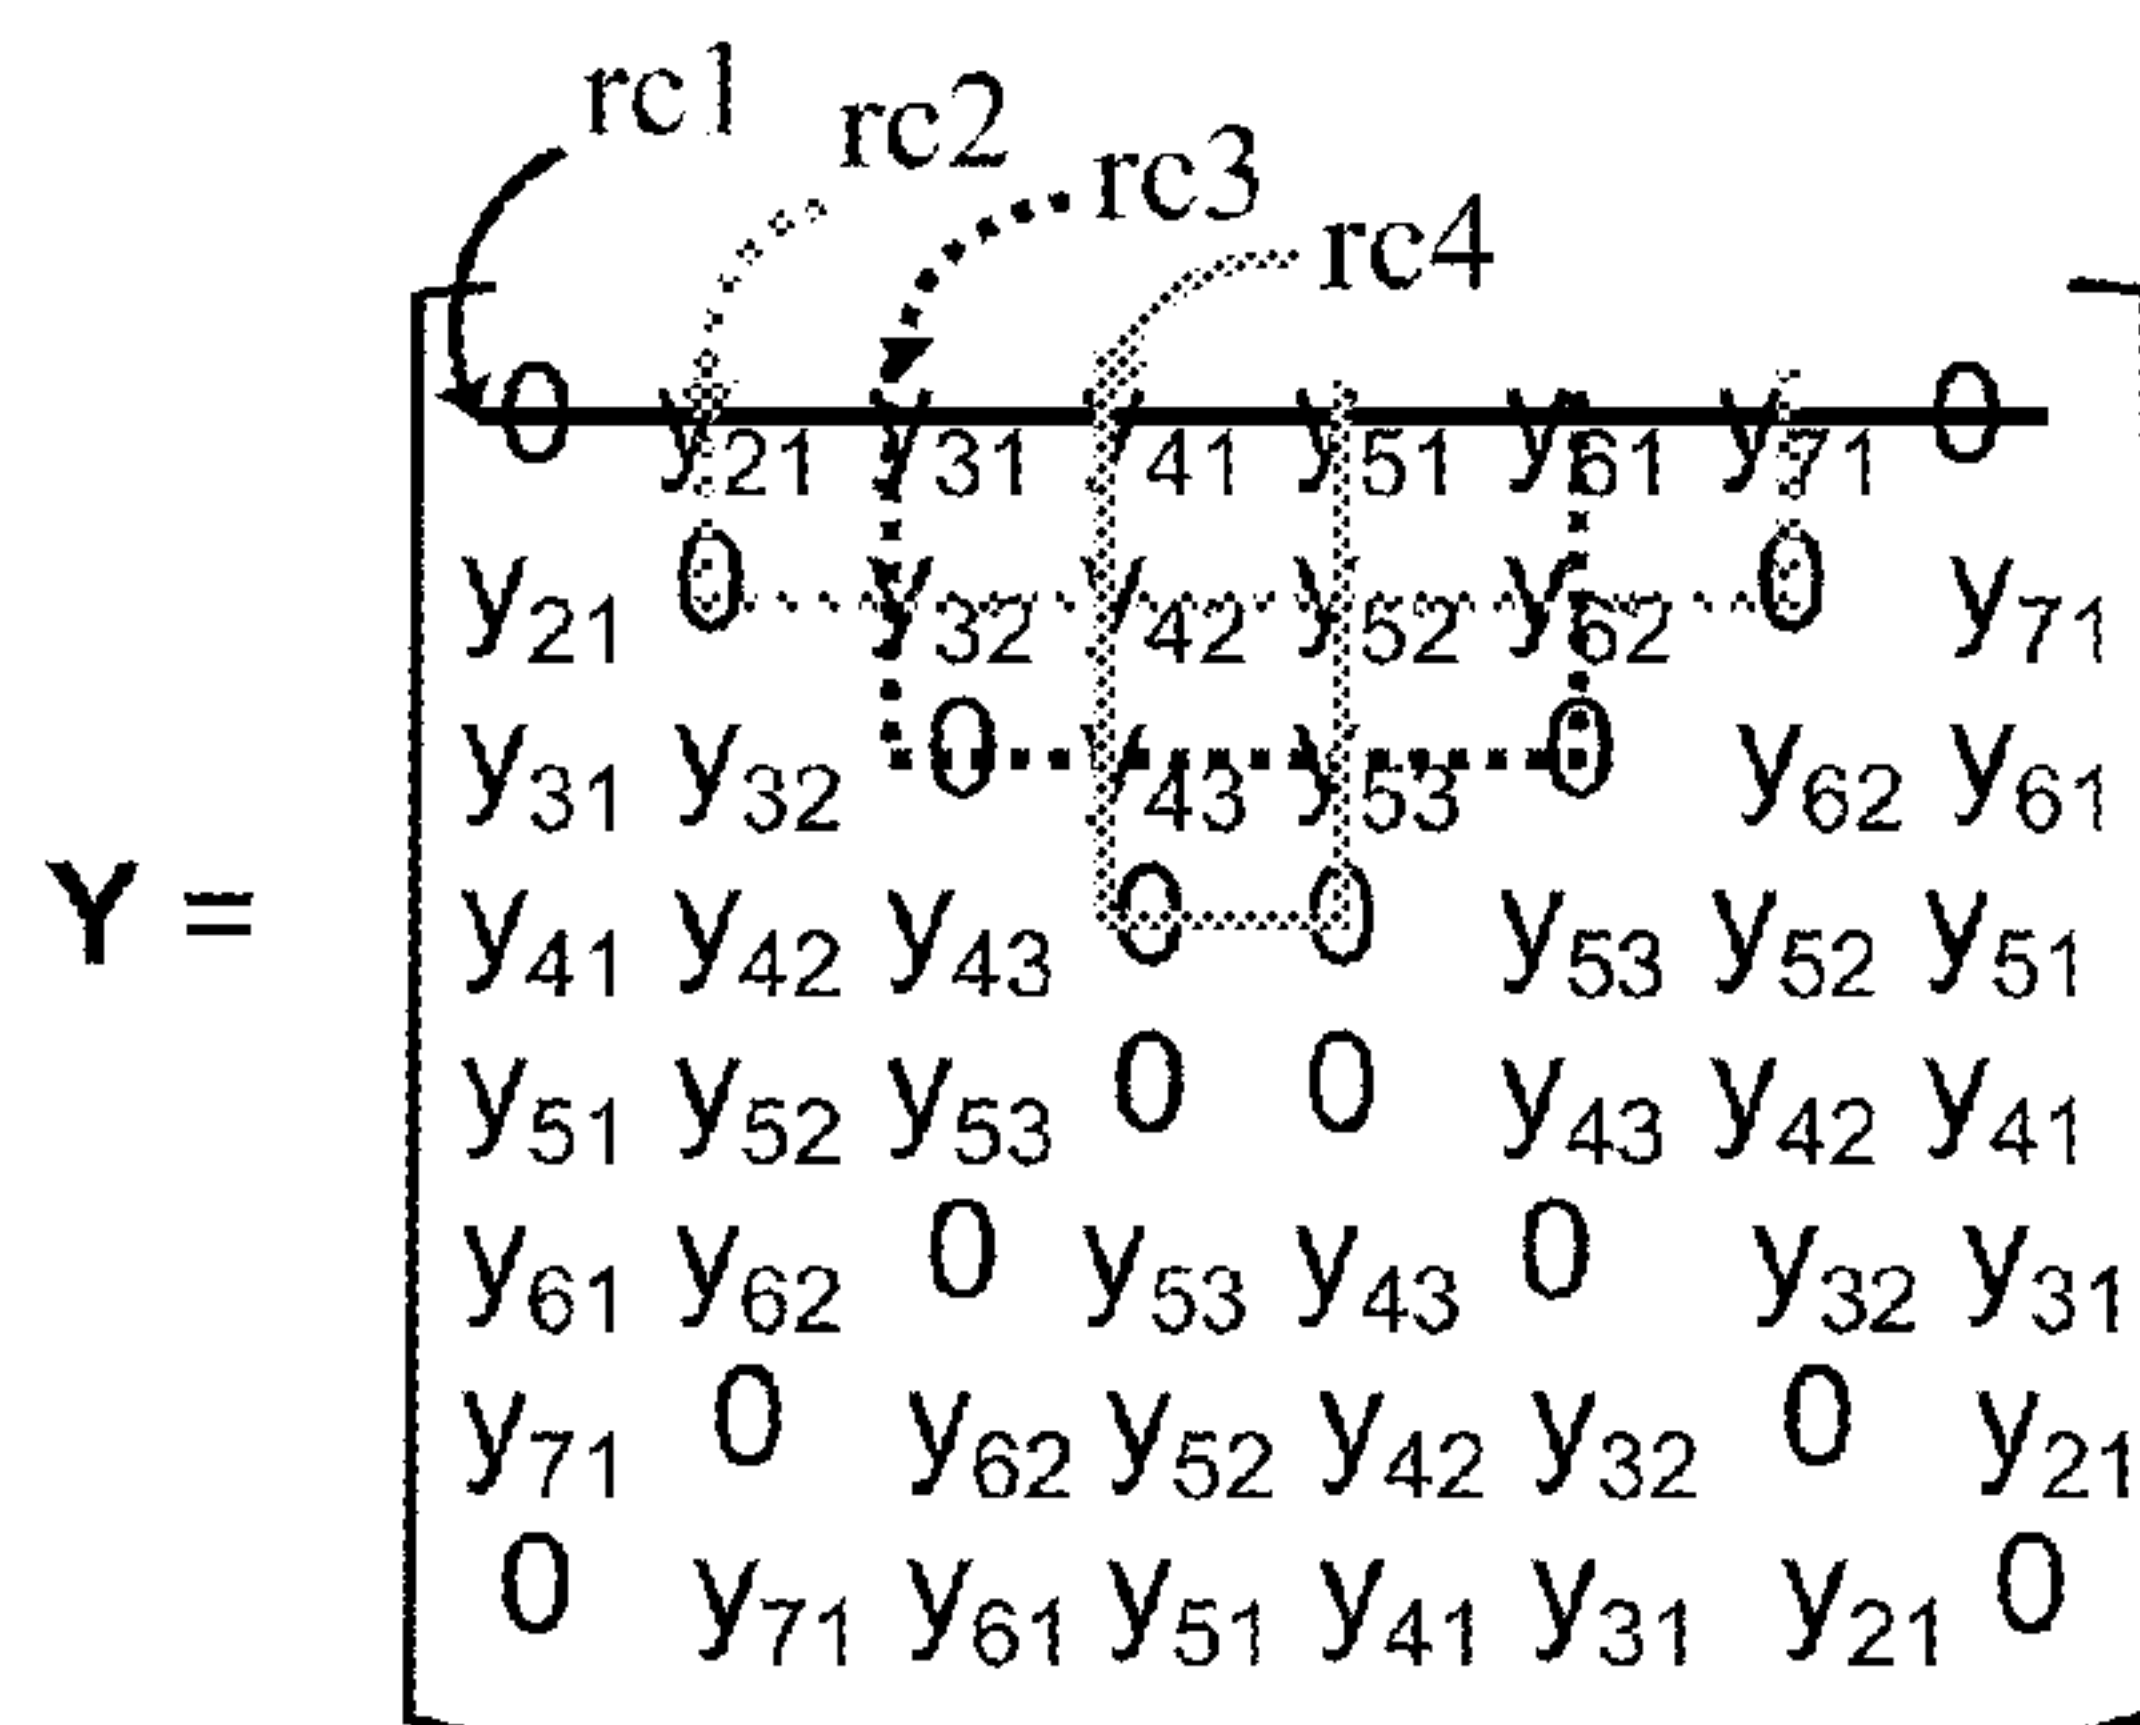 rc1 rc2 rc3 rc4
0 y21 y31 y41 y51 y61 y71 0
y21 0 y32 y42 y52 y62 0 y71
y31 y32 0 y43 y53 0 y62 y61
Y = y41 y42 y43 0 0 y53 y52 y51
y51 y52 y53 0 0 y43 y42 y41
y61 y62 0 y53 y43 0 y32 y31
y71 0 y62 y52 y42 y32 0 y21
0 y71 y61 y51 y41 y31 y21 0